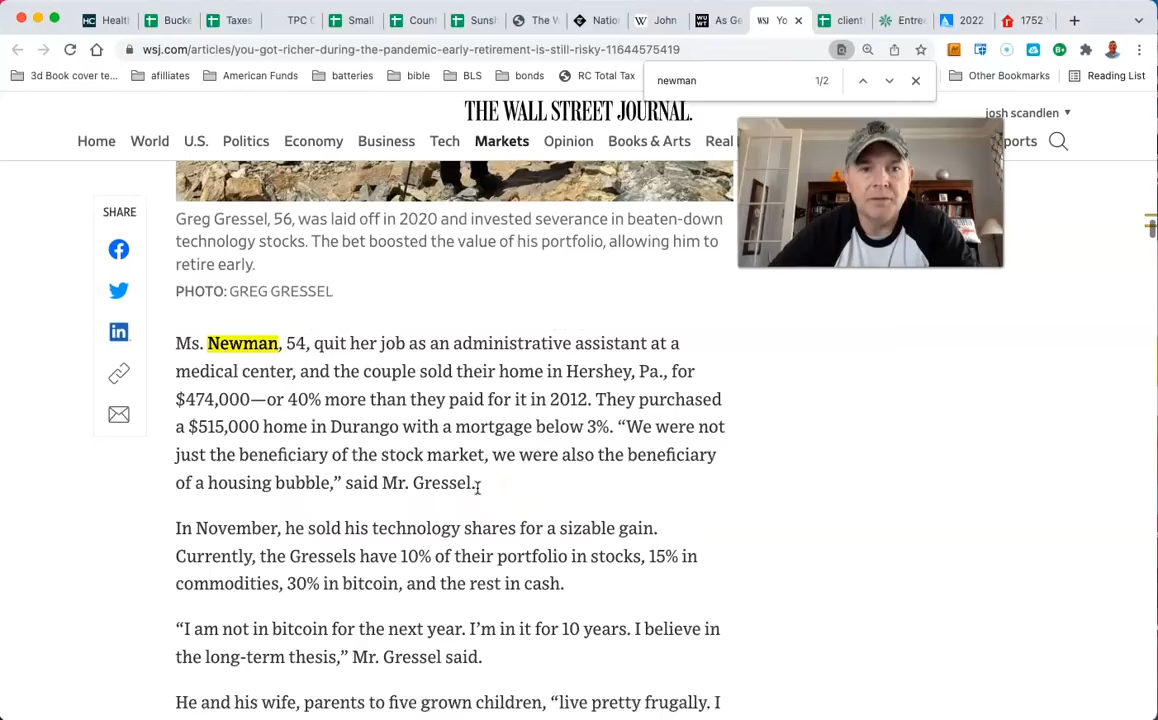 Healt
Bucke
Taxes
TPC C
Small
Count
Sunsh
The W
Natio
John
As Ge
WSJ
Yo
client
Entre
2022
1752
wsj.com/articles/you-got-richer-during-the-pandemic-early-retirement-is-still-risky-11644575419
3d Book cover te...
afilliates
American Funds
batteries
bible
BLS
bonds
RC Total Tax
Other Bookmarks
Reading List
newman
1/2
THE WALL STREET JOURNAL.
josh scandlen
Home
World
U.S.
Politics
Economy
Business
Tech
Markets
Opinion
Books & Arts
Real
ports
SHARE
Greg Gressel, 56, was laid off in 2020 and invested severance in beaten-down
technology stocks. The bet boosted the value of his portfolio, allowing him to
retire early.
PHOTO: GREG GRESSEL
Ms. Newman, 54, quit her job as an administrative assistant at a
medical center, and the couple sold their home in Hershey, Pa., for
$474,000—or 40% more than they paid for it in 2012. They purchased
a $515,000 home in Durango with a mortgage below 3%. “We were not
just the beneficiary of the stock market, we were also the beneficiary
of a housing bubble,” said Mr. Gressel.
In November, he sold his technology shares for a sizable gain.
Currently, the Gressels have 10% of their portfolio in stocks, 15% in
commodities, 30% in bitcoin, and the rest in cash.
“I am not in bitcoin for the next year. I’m in it for 10 years. I believe in
the long-term thesis,” Mr. Gressel said.
He and his wife, parents to five grown children, “live pretty frugally. I